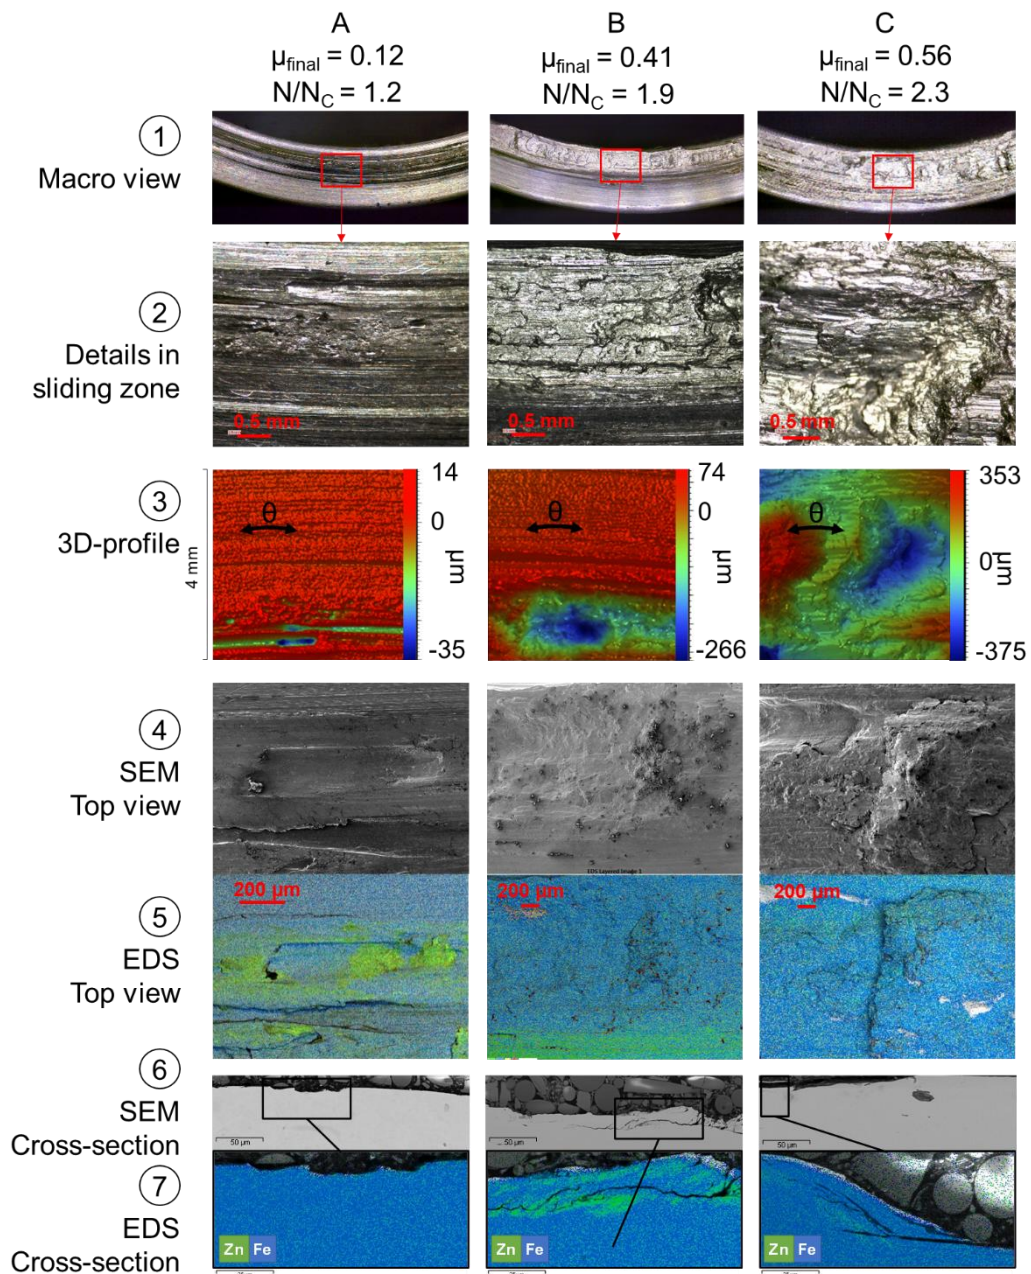 A
μfinal = 0.12
N/NC = 1.2
B
μfinal = 0.41
N/NC = 1.9
C
μfinal = 0.56
N/NC = 2.3
1
Macro view
2
Details in
sliding zone
0.5 mm
0.5 mm
0.5 mm
3
3D-profile
4 mm
θ
14
0
µm
-35
θ
74
0
µm
-266
θ
353
0
µm
-375
4
SEM
Top view
EDS Layered Image 1
5
EDS
Top view
200 µm
200 µm
200 µm
6
SEM
Cross-section
50 µm
50 µm
50 µm
7
EDS
Cross-section
Zn Fe
Zn Fe
Zn Fe